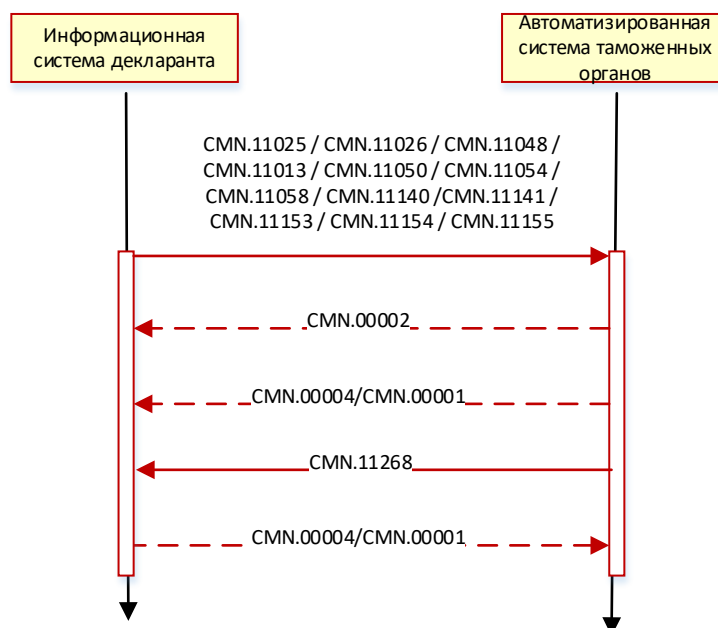 Информационная
система декларанта
Автоматизированная
система таможенных
органов
CMN.11025 / CMN.11026 / CMN.11048 /
CMN.11013 / CMN.11050 / CMN.11054 /
CMN.11058 / CMN.11140 /CMN.11141 /
CMN.11153 / CMN.11154 / CMN.11155
CMN.00002
CMN.00004/CMN.00001
CMN.11268
CMN.00004/CMN.00001